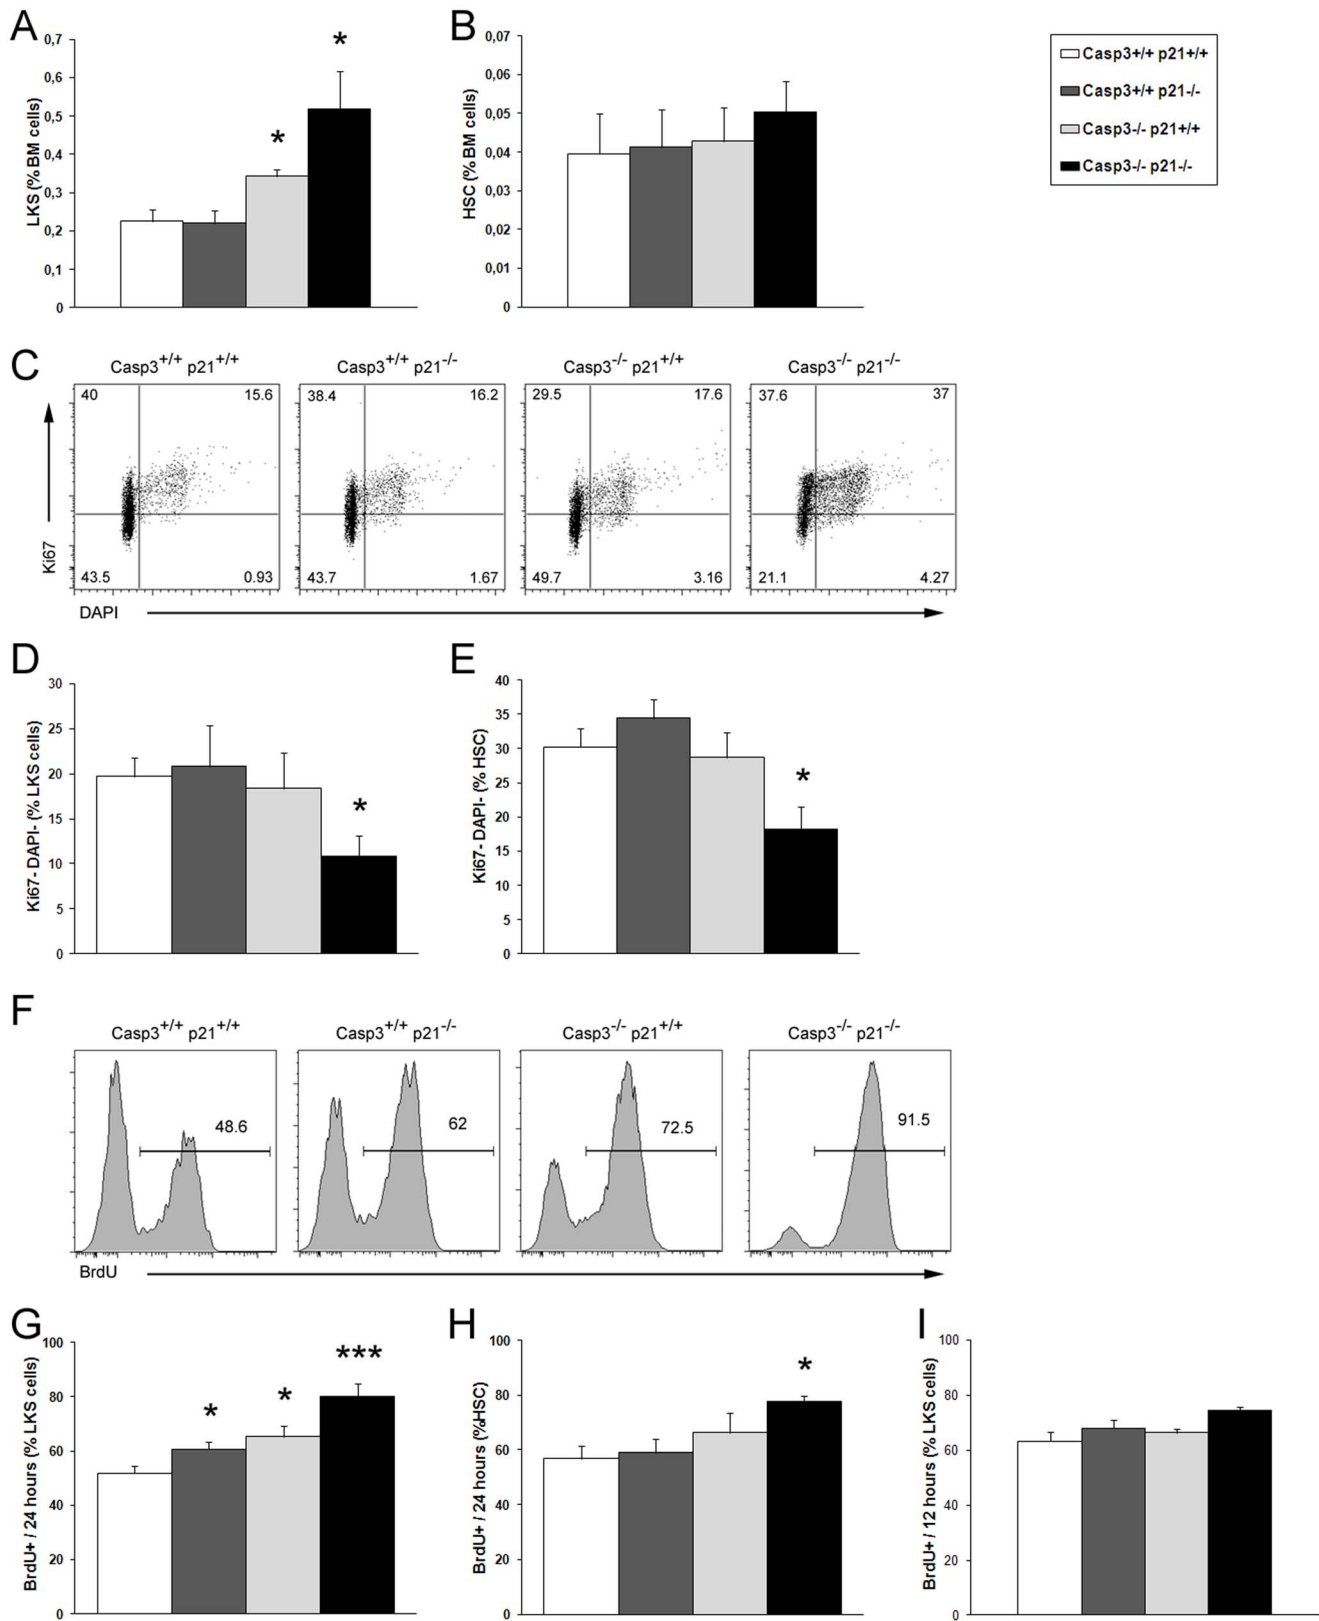 A
B
LKS (% BM cells)
0,7
0,6
0,5
0,4
0,3
0,2
0,1
0
*
*
HSC (% BM cells)
0,07
0,06
0,05
0,04
0,03
0,02
0,01
0
Casp3+/+ p21+/+
Casp3+/+ p21-/-
Casp3-/- p21+/+
Casp3-/- p21-/-
C
Casp3+/+ p21+/+
Casp3+/+ p21-/-
Casp3-/- p21+/+
Casp3-/- p21-/-
40
15.6
38.4
16.2
29.5
17.6
37.6
37
Ki67
43.5
0.93
43.7
1.67
49.7
3.16
21.1
4.27
DAPI
D
E
Ki67- DAPI- (% LKS cells)
30
25
20
15
10
5
0
*
Ki67- DAPI- (% HSC)
40
35
30
25
20
15
10
5
0
*
F
Casp3+/+ p21+/+
Casp3+/+ p21-/-
Casp3-/- p21+/+
Casp3-/- p21-/-
48.6
62
72.5
91.5
BrdU
G
H
I
BrdU+ / 24 hours (% LKS cells)
100
80
60
40
20
0
*
*
***
BrdU+ / 24 hours (%HSC)
100
80
60
40
20
0
*
BrdU+ / 12 hours (% LKS cells)
100
80
60
40
20
0